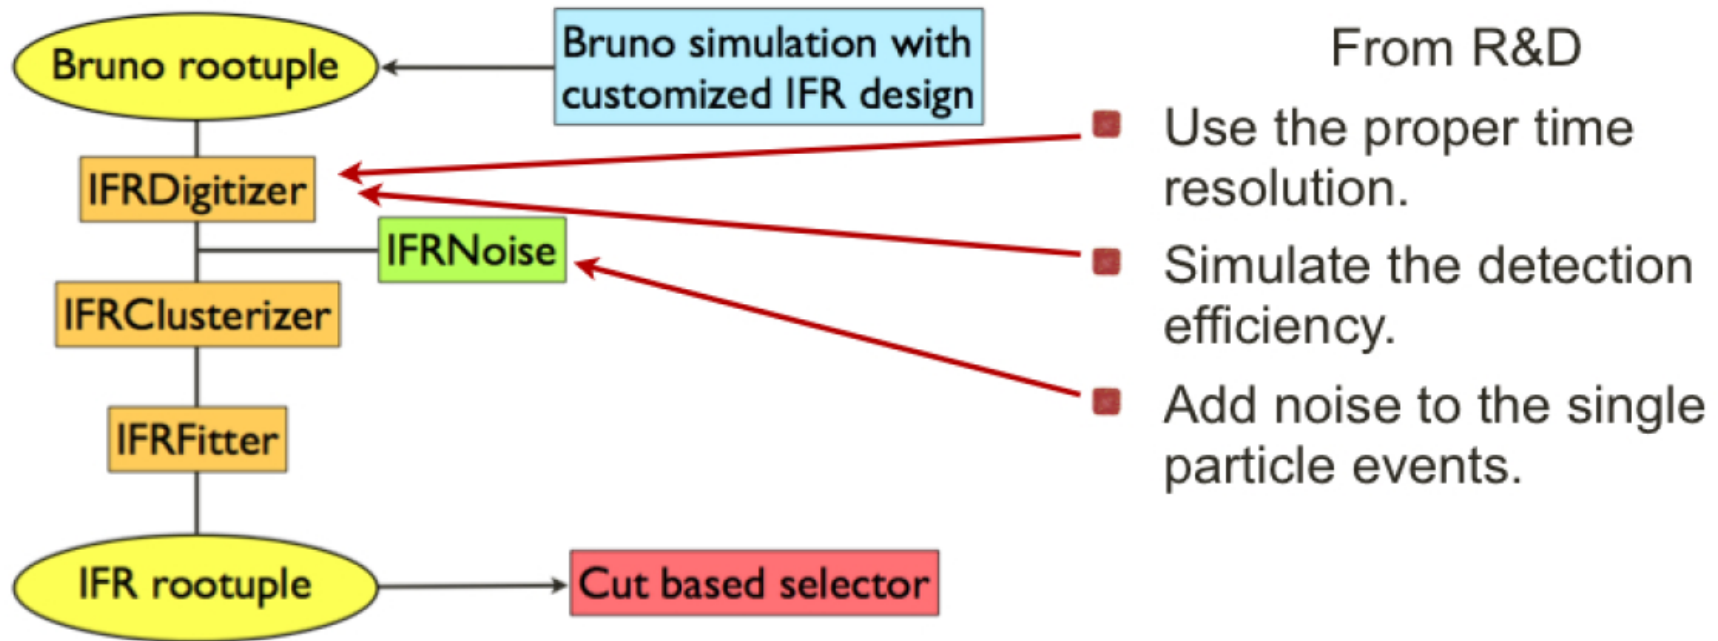 Bruno rootuple
Bruno simulation with
customized IFR design
IFRDigitizer
IFRNoise
IFRClusterizer
IFRFitter
IFR rootuple
Cut based selector
From R&D
Use the proper time
resolution.
Simulate the detection
efficiency.
Add noise to the single
particle events.